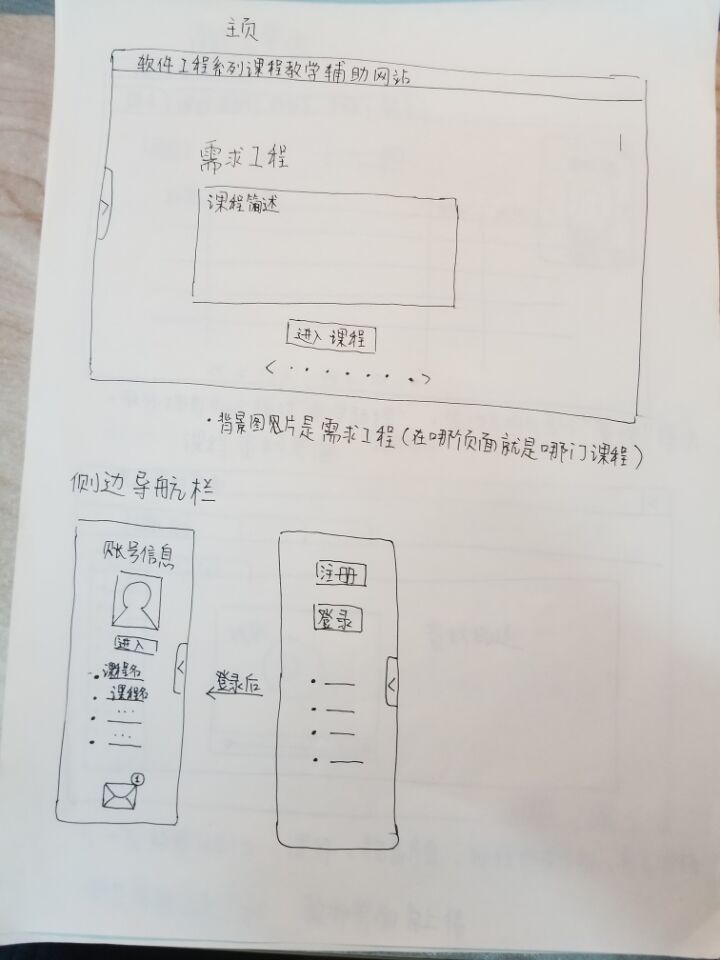 主页
软件工程系列课程教学辅助网站
需求工程
课程简述
进入课程
·背景图照片是需求工程(在哪个页面就是哪门课程)
侧边导航栏
账号信息
进入
课程名
课程名
...
...
1
登录后
注册
登录